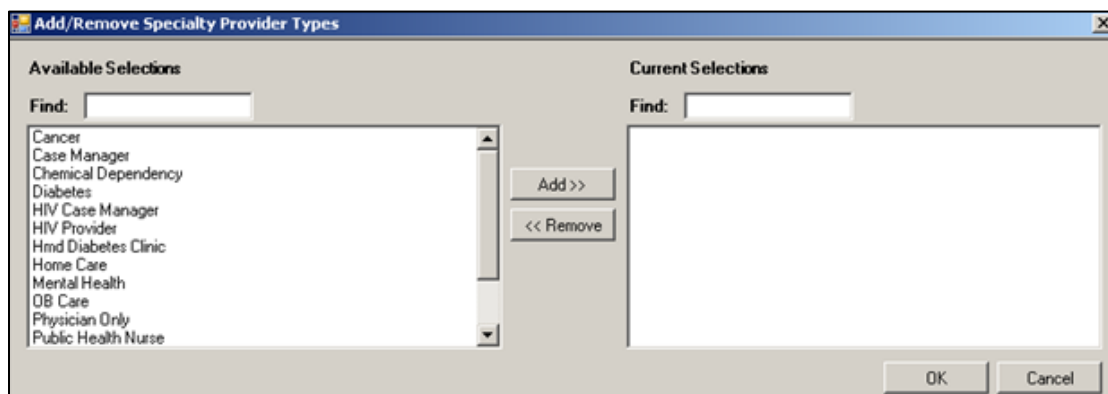 Add/Remove Specialty Provider Types
Available Selections
Find:
Cancer
Case Manager
Chemical Dependency
Diabetes
HIV Case Manager
HIV Provider
Hmd Diabetes Clinic
Home Care
Mental Health
OB Care
Physician Only
Public Health Nurse
Add >>
<< Remove
Current Selections
Find:
OK
Cancel